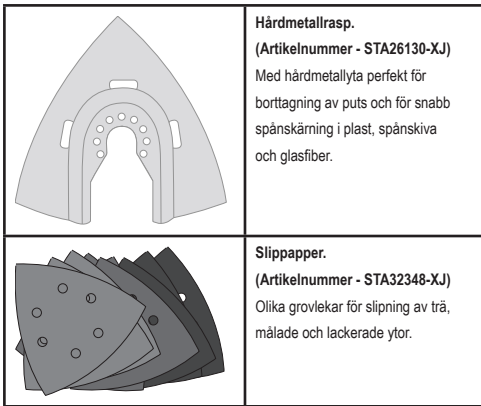 Hårdmetallrasp.
(Artikelnummer - STA26130-XJ)
Med hårdmetallyta perfekt för
borttagning av puts och för snabb
spånskärning i plast, spånskiva
och glasfiber.
Slippapper.
(Artikelnummer - STA32348-XJ)
Olika grovlekar för slipning av trä,
målade och lackerade ytor.